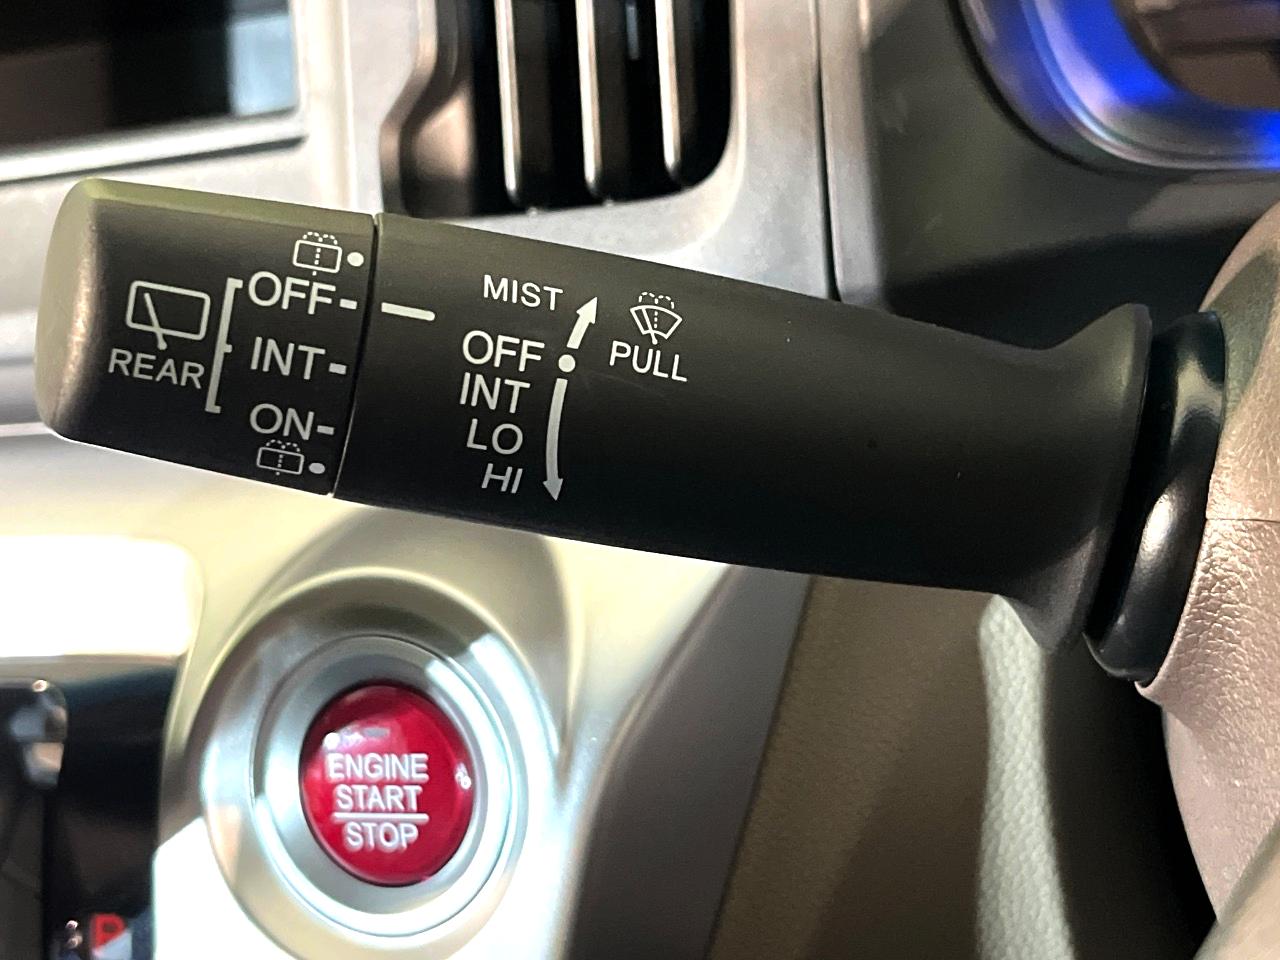 REAR
OFF
INT
ON
MIST
OFF
INT
LO
HI
PULL
ENGINE
START
STOP
P